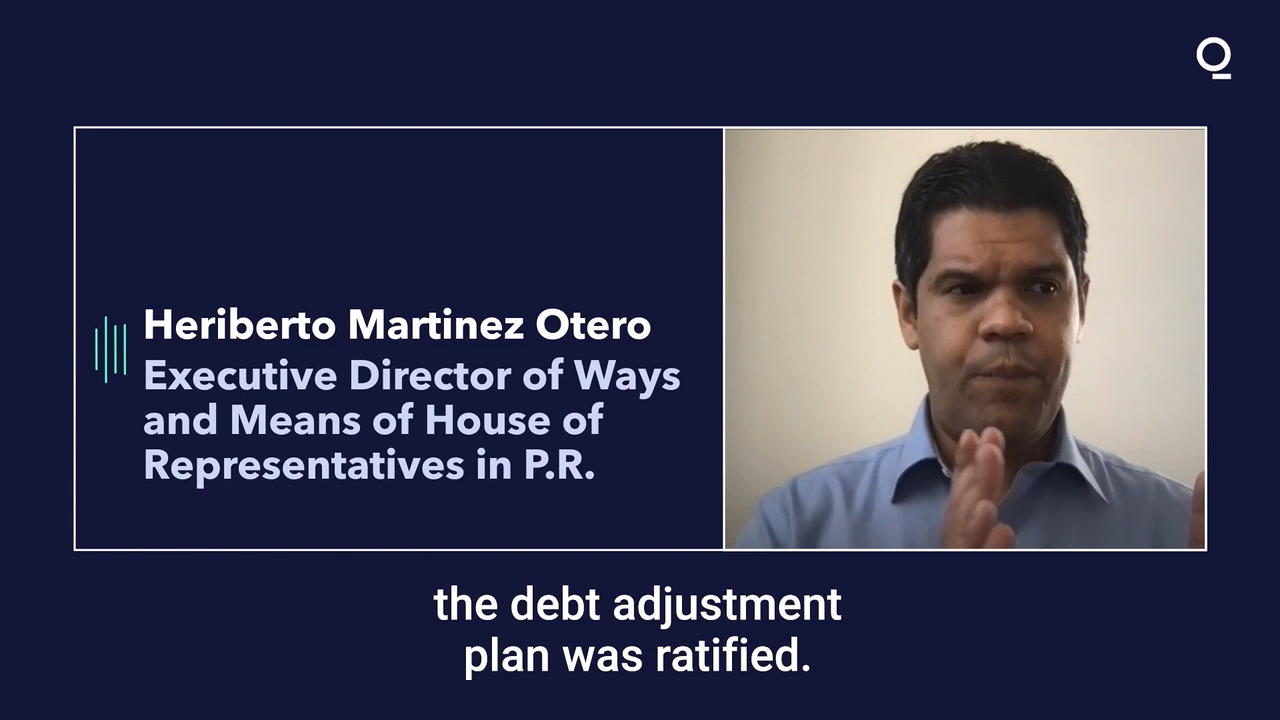 Heriberto Martinez Otero
Executive Director of Ways
and Means of House of
Representatives in P.R.
the debt adjustment
plan was ratified.